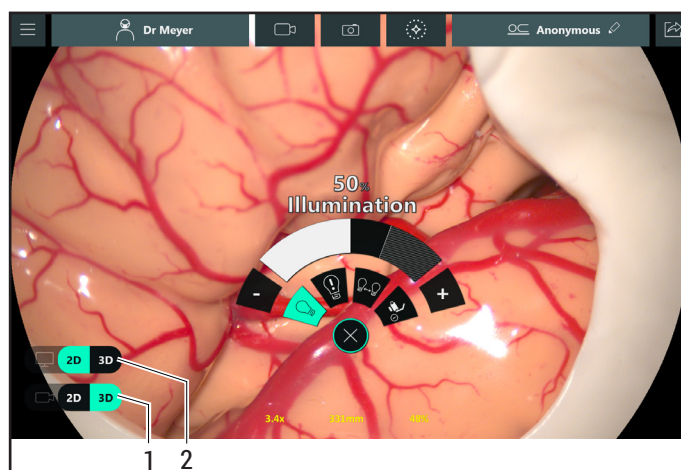 Dr Meyer
Anonymous
50%
Illumination
- +
2D 3D
2D 3D
3.4x 331mm 48%
1 2